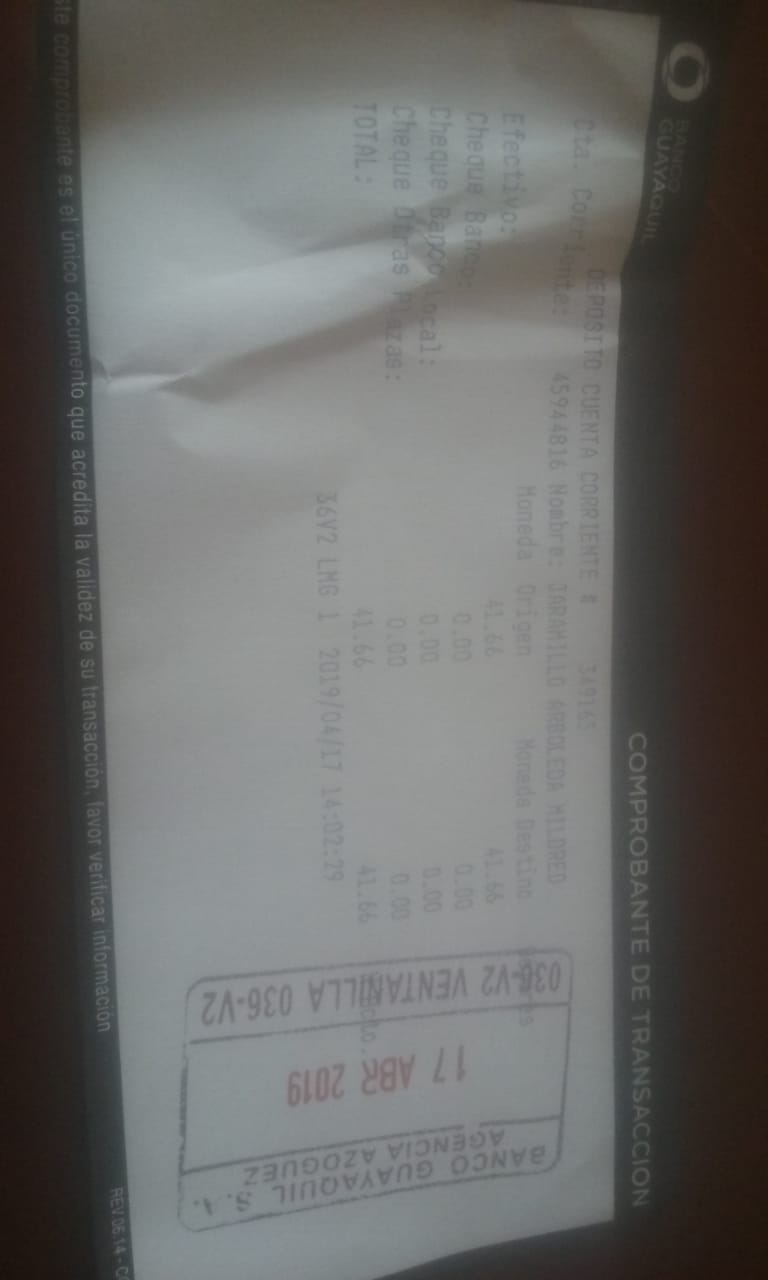 BANCO
GUAYAQUIL
COMPROBANTE DE TRANSACCION
DEPOSITO CUENTA CORRIENTE # 349165
Cta. Corriente: 45944816 Nombre: JARAMILLO ARBOLEDA MILDRED
Moneda Origen Moneda Destino
Efectivo: 41.66 41.66
Cheque Banco: 0.00 0.00
Cheque Banco Local: 0.00 0.00
Cheque Otras Plazas: 0.00 0.00
TOTAL: 41.66 41.66
36V2 LMG 1 2019/04/17 14:02:29
BANCO GUAYAQUIL S.A.
AGENCIA AZOGUEZ
17 ABR 2019
036-V2 VENTANILLA 036-V2
ste comprobante es el único documento que acredita la validez de su transacción, favor verificar información
REV.06.14 -